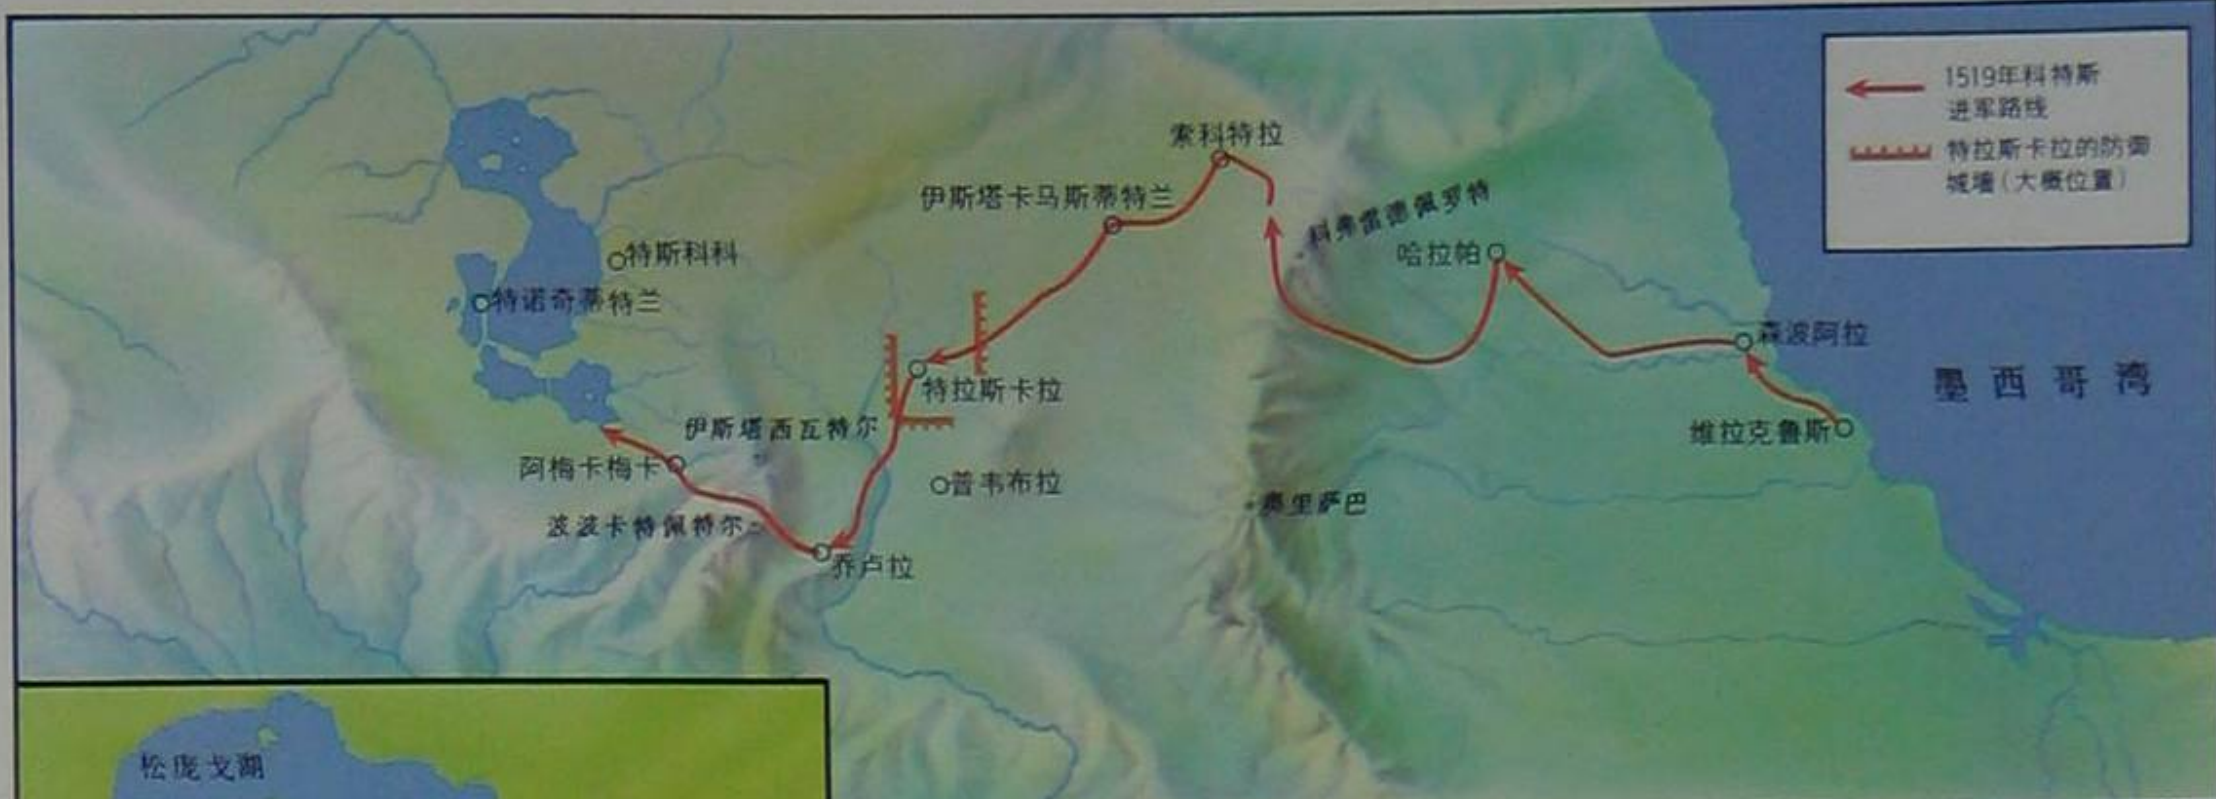 1519年科特斯
进军路线
特拉斯卡拉的防御
城墙（大概位置）
索科特拉
伊斯塔卡马斯蒂特兰
科弗雷德佩罗特
哈拉帕
特斯科科
特诺奇蒂特兰
森波阿拉
墨西哥湾
特拉斯卡拉
伊斯塔西瓦特尔
维拉克鲁斯
阿梅卡梅卡
普韦布拉
奥里萨巴
波波卡特佩特尔
乔卢拉
松庞戈湖